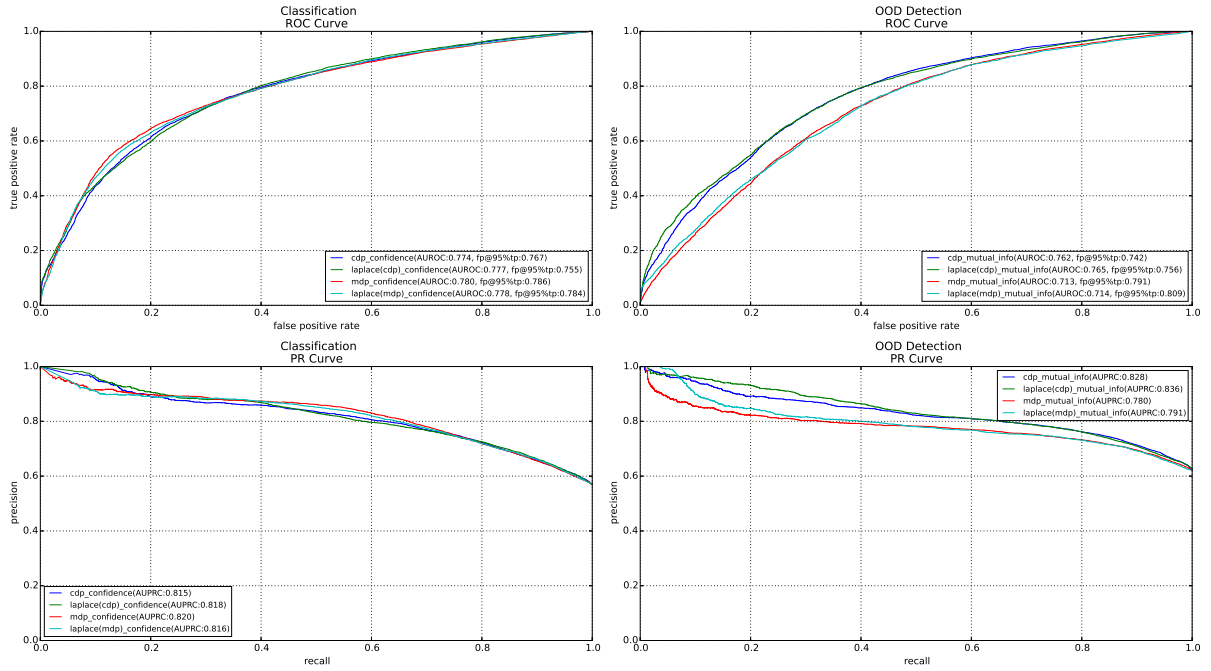 Classification
ROC Curve
1.0
0.8
0.6
0.4
0.2
0.0
true positive rate
cdp_confidence(AUROC:0.774, fp@95%tp:0.767)
laplace(cdp)_confidence(AUROC:0.777, fp@95%tp:0.755)
mdp_confidence(AUROC:0.780, fp@95%tp:0.786)
laplace(mdp)_confidence(AUROC:0.778, fp@95%tp:0.784)
0.0 0.2 0.4 0.6 0.8 1.0
false positive rate
OOD Detection
ROC Curve
1.0
0.8
0.6
0.4
0.2
0.0
true positive rate
cdp_mutual_info(AUROC:0.762, fp@95%tp:0.742)
laplace(cdp)_mutual_info(AUROC:0.765, fp@95%tp:0.756)
mdp_mutual_info(AUROC:0.713, fp@95%tp:0.791)
laplace(mdp)_mutual_info(AUROC:0.714, fp@95%tp:0.809)
0.0 0.2 0.4 0.6 0.8 1.0
false positive rate
Classification
PR Curve
1.0
0.8
0.6
0.4
0.2
0.0
precision
cdp_confidence(AUPRC:0.815)
laplace(cdp)_confidence(AUPRC:0.818)
mdp_confidence(AUPRC:0.820)
laplace(mdp)_confidence(AUPRC:0.816)
0.0 0.2 0.4 0.6 0.8 1.0
recall
OOD Detection
PR Curve
1.0
0.8
0.6
0.4
0.2
0.0
precision
cdp_mutual_info(AUPRC:0.828)
laplace(cdp)_mutual_info(AUPRC:0.836)
mdp_mutual_info(AUPRC:0.780)
laplace(mdp)_mutual_info(AUPRC:0.791)
0.0 0.2 0.4 0.6 0.8 1.0
recall